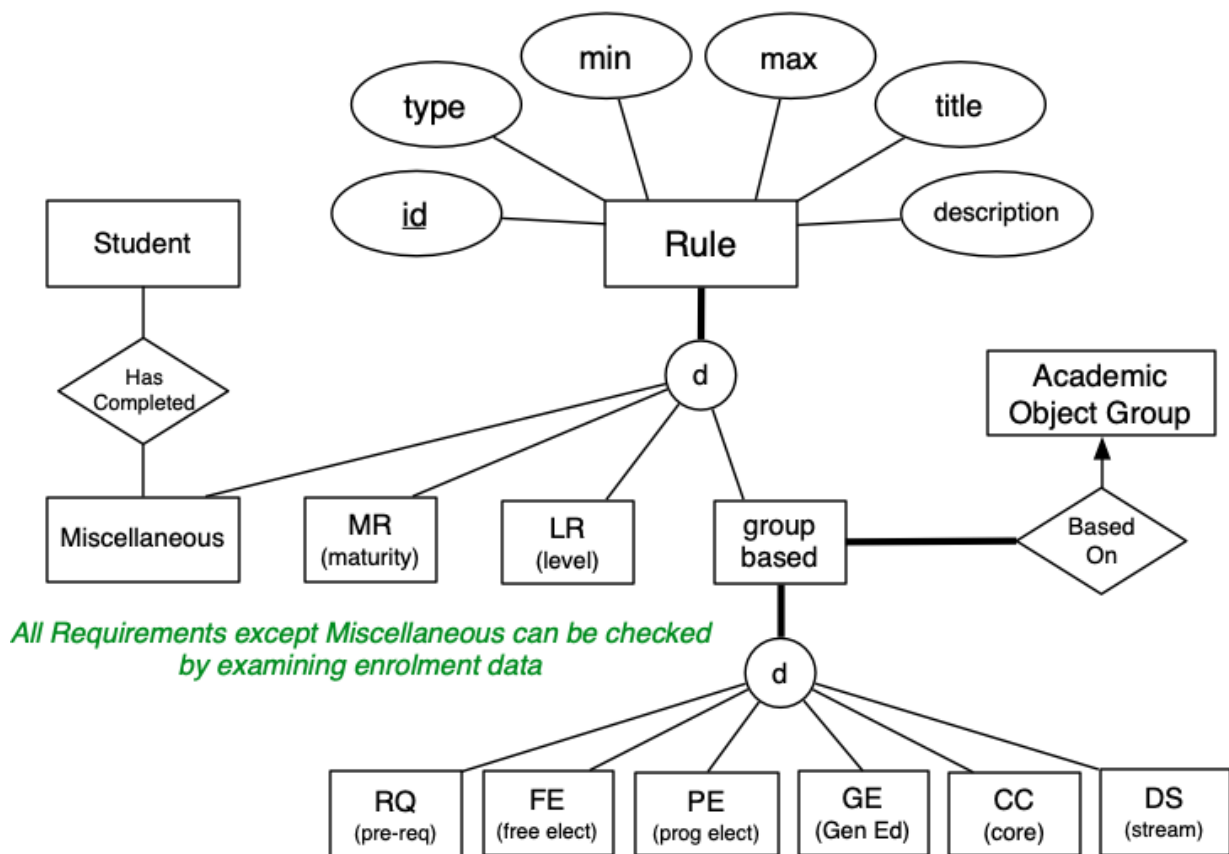 min
max
type
title
id
description
Student
Rule
Has
Completed
d
Academic
Object Group
Miscellaneous
MR
(maturity)
LR
(level)
group
based
Based
On
All Requirements except Miscellaneous can be checked
by examining enrolment data
d
RQ
(pre-req)
FE
(free elect)
PE
(prog elect)
GE
(Gen Ed)
CC
(core)
DS
(stream)